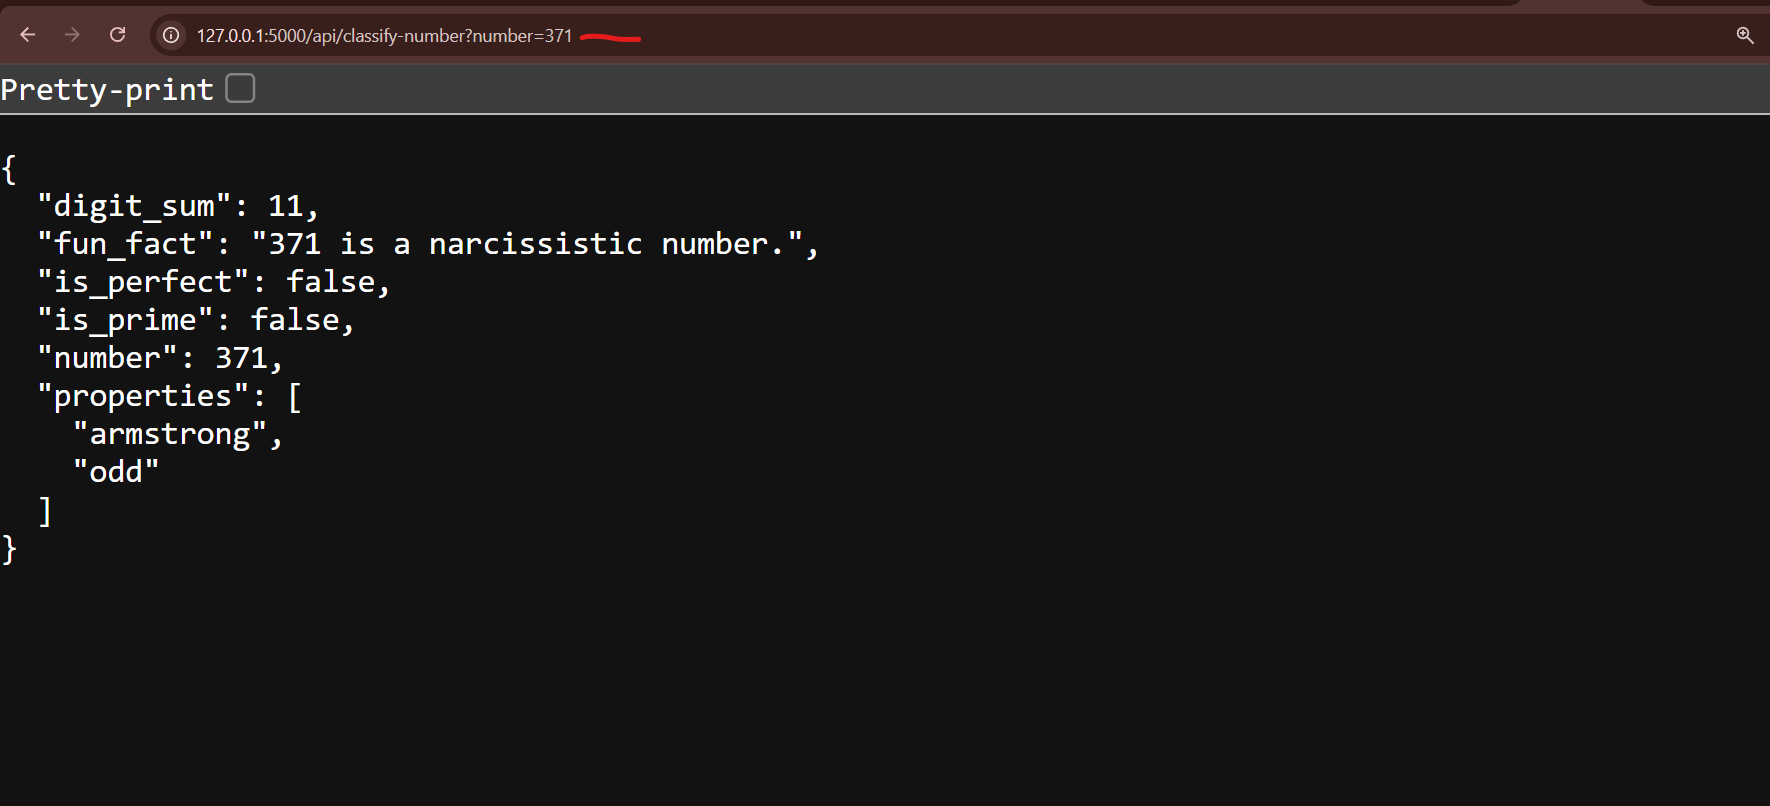 127.0.0.1:5000/api/classify-number?number=371
Pretty-print
{
  "digit_sum": 11,
  "fun_fact": "371 is a narcissistic number.",
  "is_perfect": false,
  "is_prime": false,
  "number": 371,
  "properties": [
    "armstrong",
    "odd"
  ]
}